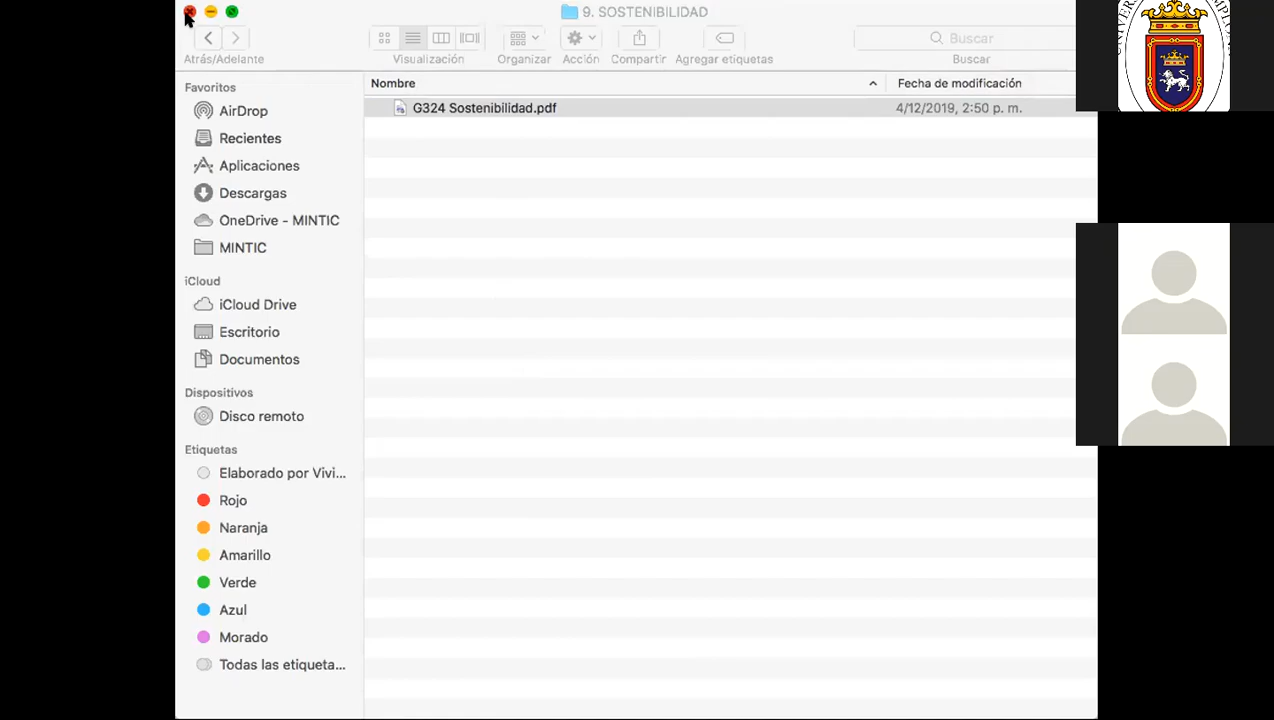 9. SOSTENIBILIDAD
Atrás/Adelante
Visualización
Organizar
Acción
Compartir
Agregar etiquetas
Buscar
Buscar
Favoritos
AirDrop
Recientes
Aplicaciones
Descargas
OneDrive - MINTIC
MINTIC
iCloud
iCloud Drive
Escritorio
Documentos
Dispositivos
Disco remoto
Etiquetas
Elaborado por Vivi...
Rojo
Naranja
Amarillo
Verde
Azul
Morado
Todas las etiqueta...
Nombre
Fecha de modificación
G324 Sostenibilidad.pdf
4/12/2019, 2:50 p. m.